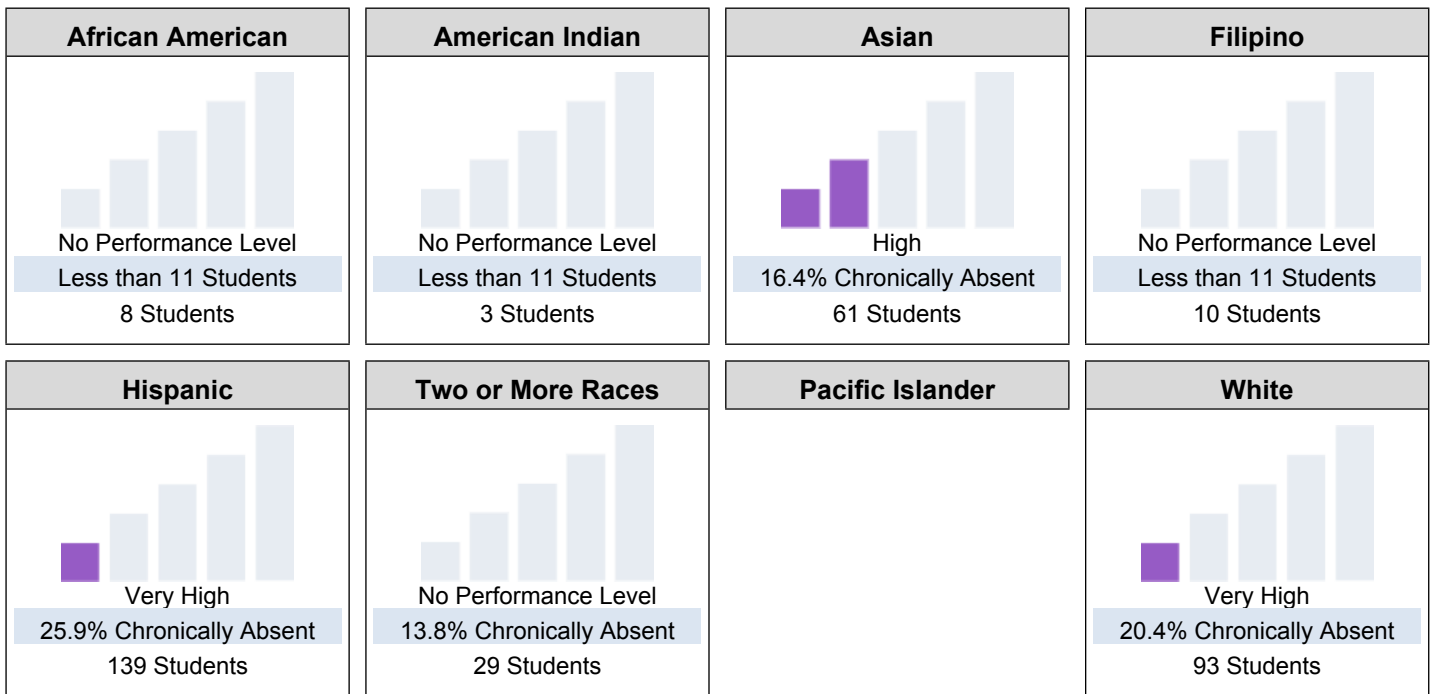 African American
No Performance Level
Less than 11 Students
8 Students
American Indian
No Performance Level
Less than 11 Students
3 Students
Asian
High
16.4% Chronically Absent
61 Students
Filipino
No Performance Level
Less than 11 Students
10 Students
Hispanic
Very High
25.9% Chronically Absent
139 Students
Two or More Races
No Performance Level
13.8% Chronically Absent
29 Students
Pacific Islander
White
Very High
20.4% Chronically Absent
93 Students